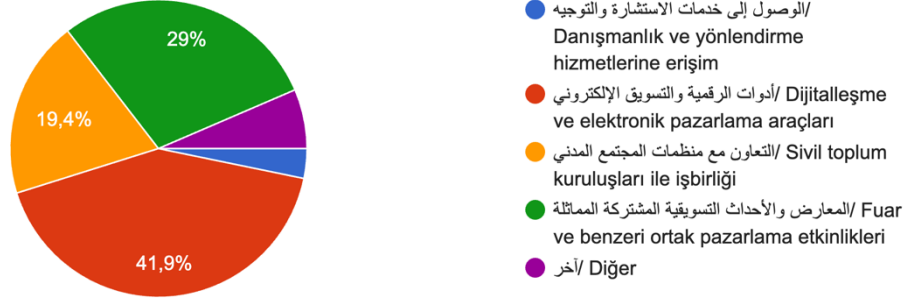 29%
19,4%
41,9%
الوصول إلى خدمات الاستشارة والتوجيه/
Danışmanlık ve yönlendirme
hizmetlerine erişim
أدوات الرقمية والتسويق الإلكتروني/ Dijitalleşme
ve elektronik pazarlama araçları
التعاون مع منظمات المجتمع المدني/ Sivil toplum
kuruluşları ile işbirliği
المعارض والأحداث التسويقية المشتركة المماثلة/ Fuar
ve benzeri ortak pazarlama etkinlikleri
آخر/ Diğer